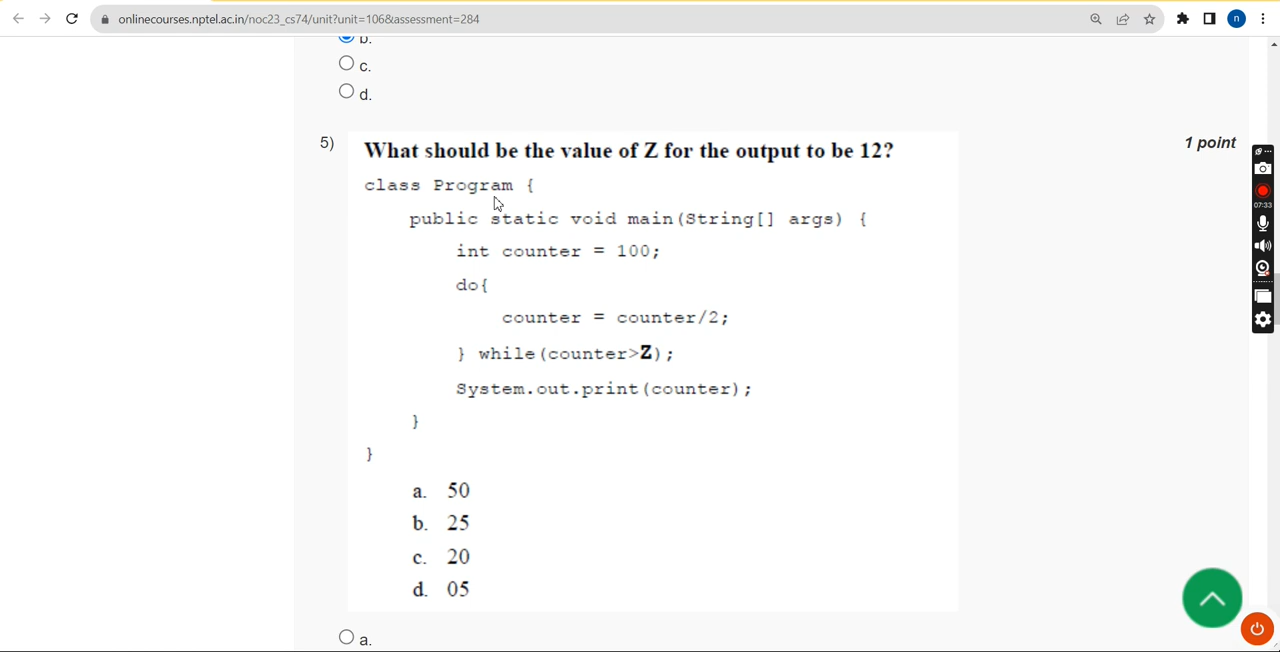 onlinecourses.nptel.ac.in/noc23_cs74/unit?unit=106&assessment=284
n
b.
c.
d.
5)
What should be the value of Z for the output to be 12?
1 point
class Program {
public static void main(String[] args) {
int counter = 100;
do{
counter = counter/2;
} while(counter>Z);
System.out.print(counter);
}
}
a. 50
b. 25
c. 20
d. 05
a.
07:33